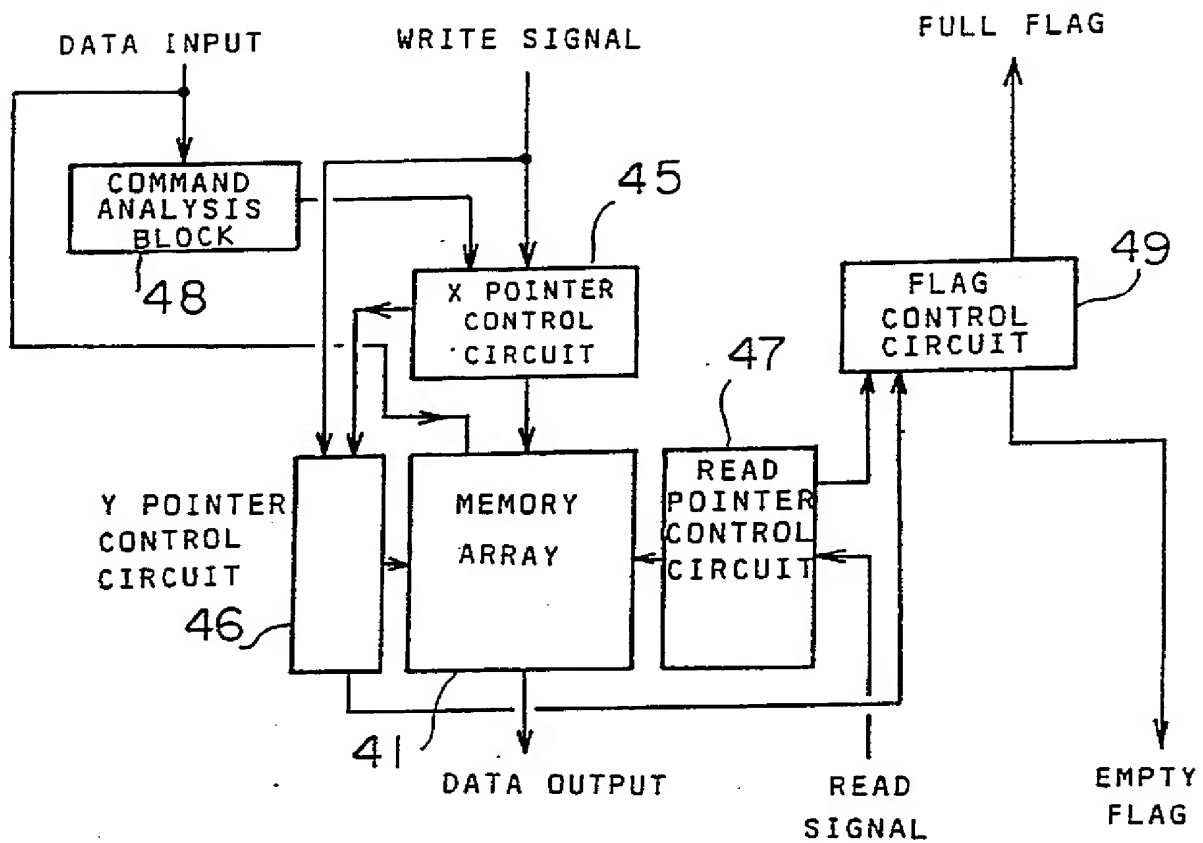 DATA INPUT
WRITE SIGNAL
FULL FLAG
COMMAND
ANALYSIS
BLOCK
48
45
X POINTER
CONTROL
CIRCUIT
FLAG
CONTROL
CIRCUIT
49
47
Y POINTER
CONTROL
CIRCUIT
46
MEMORY
ARRAY
41
READ
POINTER
CONTROL
CIRCUIT
DATA OUTPUT
READ
SIGNAL
EMPTY
FLAG